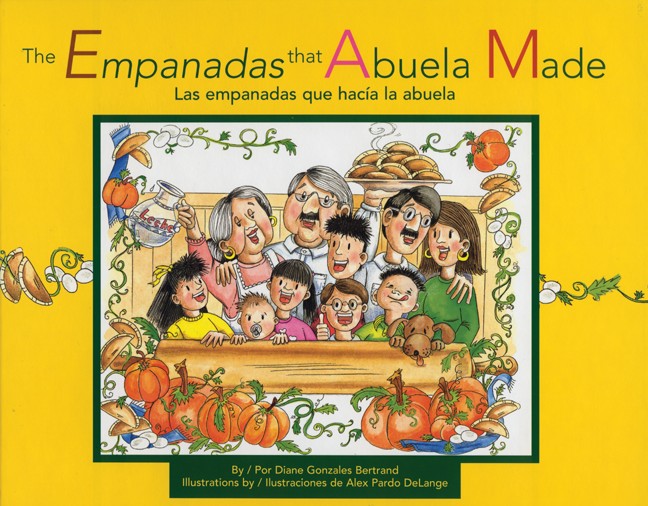 The Empanadas that Abuela Made
Las empanadas que hacía la abuela
Leche
By / Por Diane Gonzales Bertrand
Illustrations by / Ilustraciones de Alex Pardo DeLange